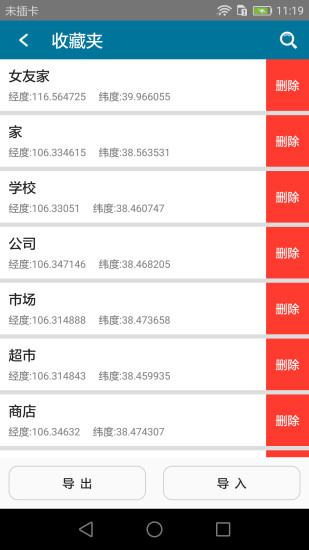 未插卡 11:19
收藏夹
女友家
经度:116.564725 纬度:39.966055
删除
家
经度:106.334615 纬度:38.563531
删除
学校
经度:106.33051 纬度:38.460747
删除
公司
经度:106.347146 纬度:38.468205
删除
市场
经度:106.314888 纬度:38.473658
删除
超市
经度:106.314843 纬度:38.459935
删除
商店
经度:106.34632 纬度:38.474307
删除
导出 导入